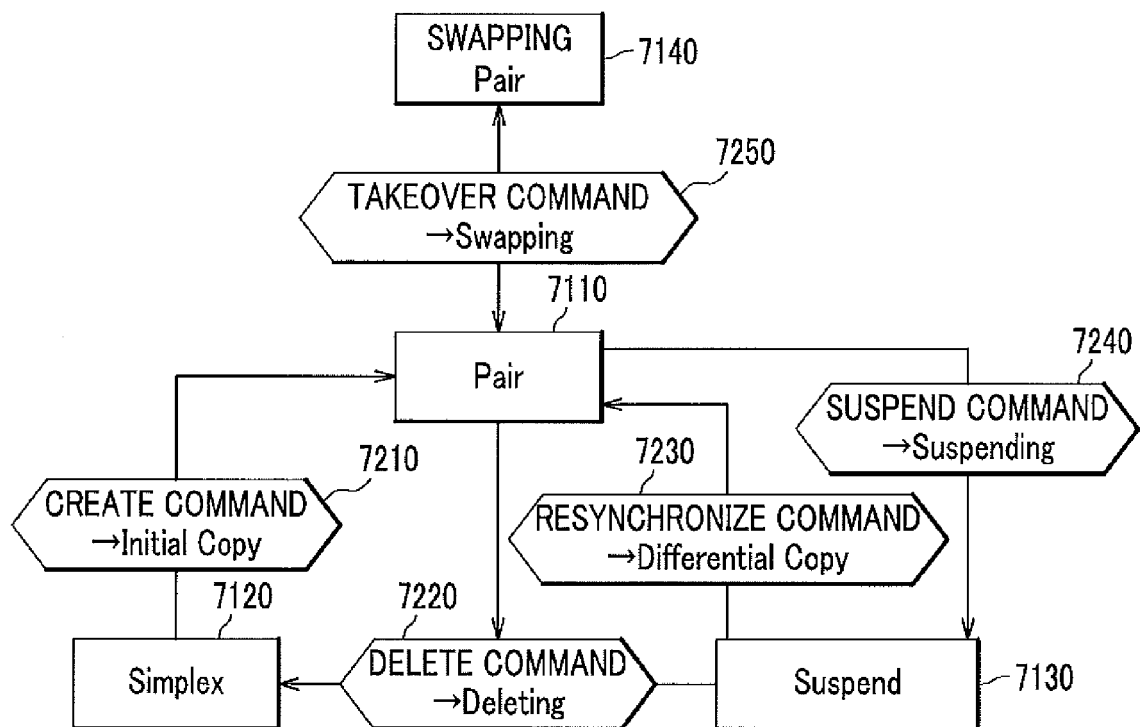 SWAPPING
Pair
7140
7250
TAKEOVER COMMAND
→Swapping
7110
Pair
7240
SUSPEND COMMAND
→Suspending
7210
CREATE COMMAND
→Initial Copy
7230
RESYNCHRONIZE COMMAND
→Differential Copy
7120
Simplex
7220
DELETE COMMAND
→Deleting
Suspend
7130